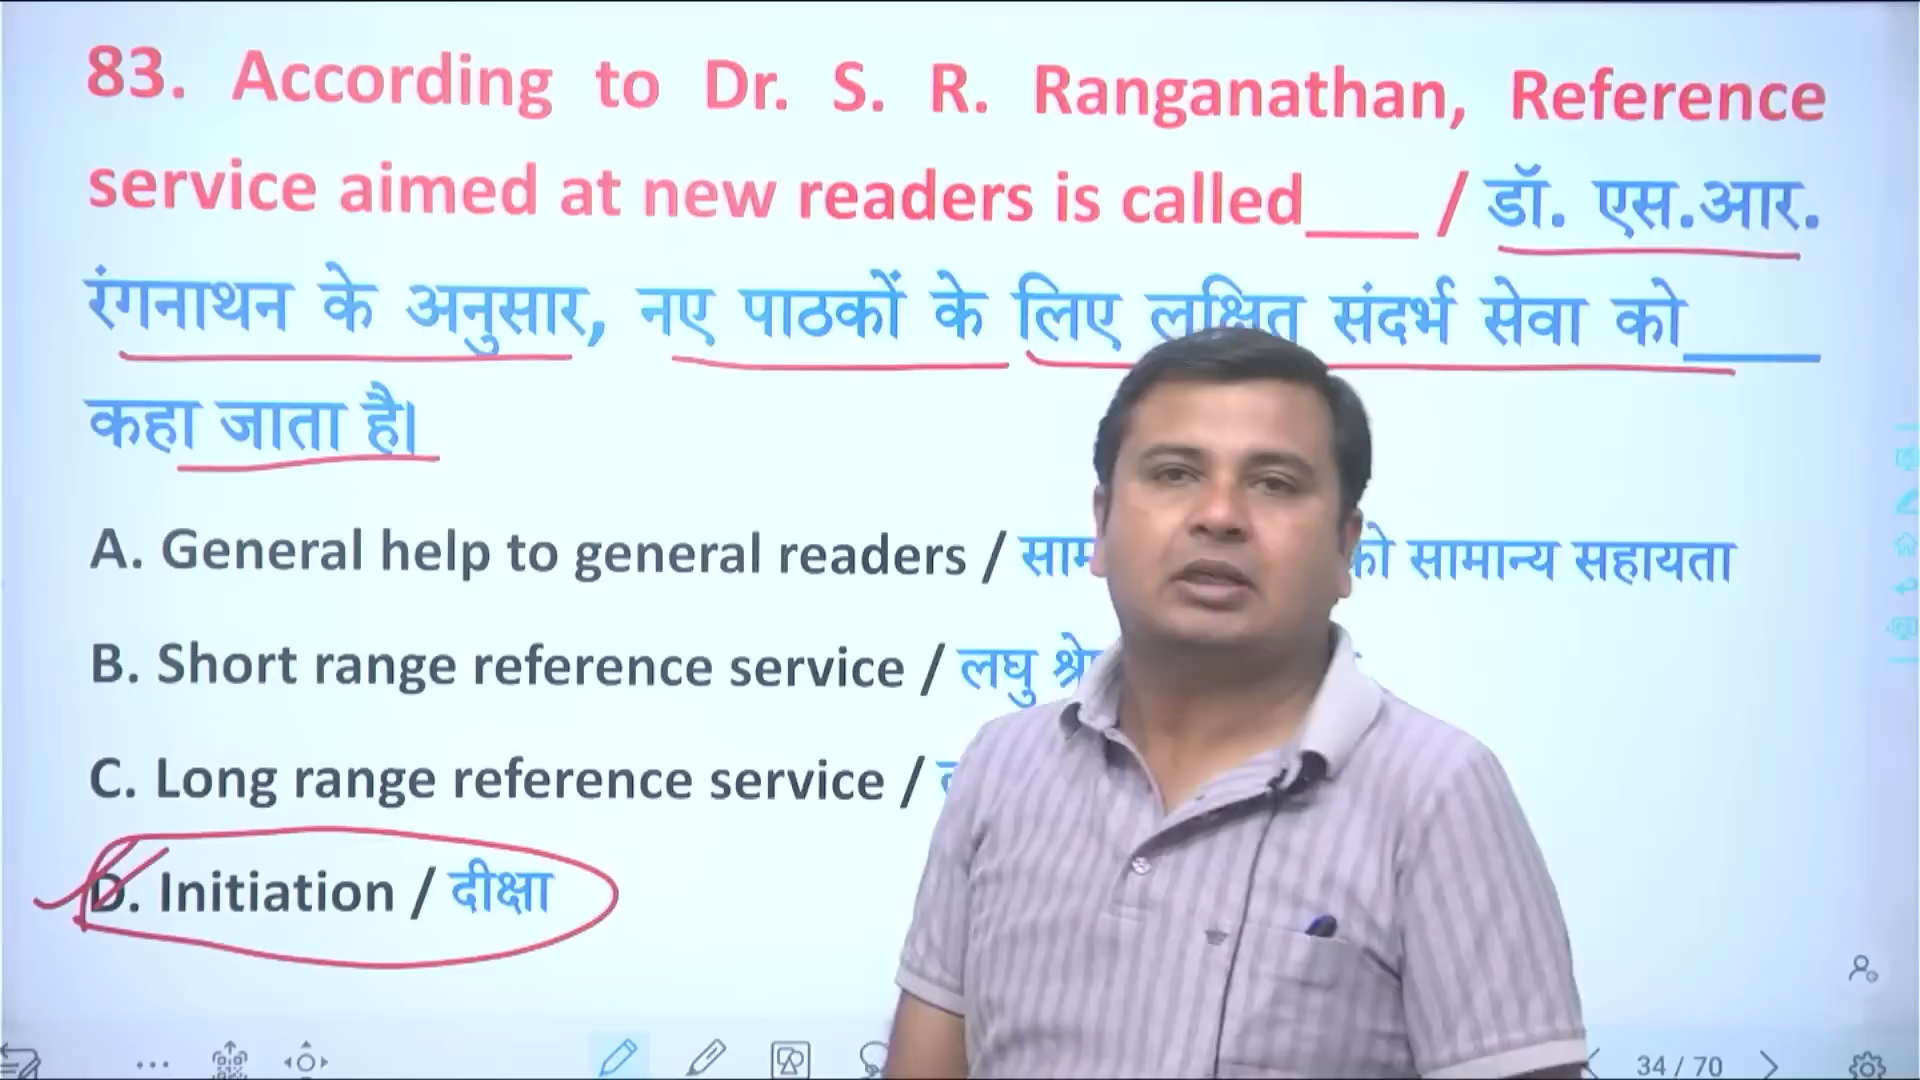 83. According to Dr. S. R. Ranganathan, Reference
service aimed at new readers is called___ / डॉ. एस.आर.
रंगनाथन के अनुसार, नए पाठकों के लिए लक्षित संदर्भ सेवा को____
कहा जाता है।
A. General help to general readers / को सामान्य सहायता
B. Short range reference service / लघु
C. Long range reference service /
D. Initiation / दीक्षा
34 / 70